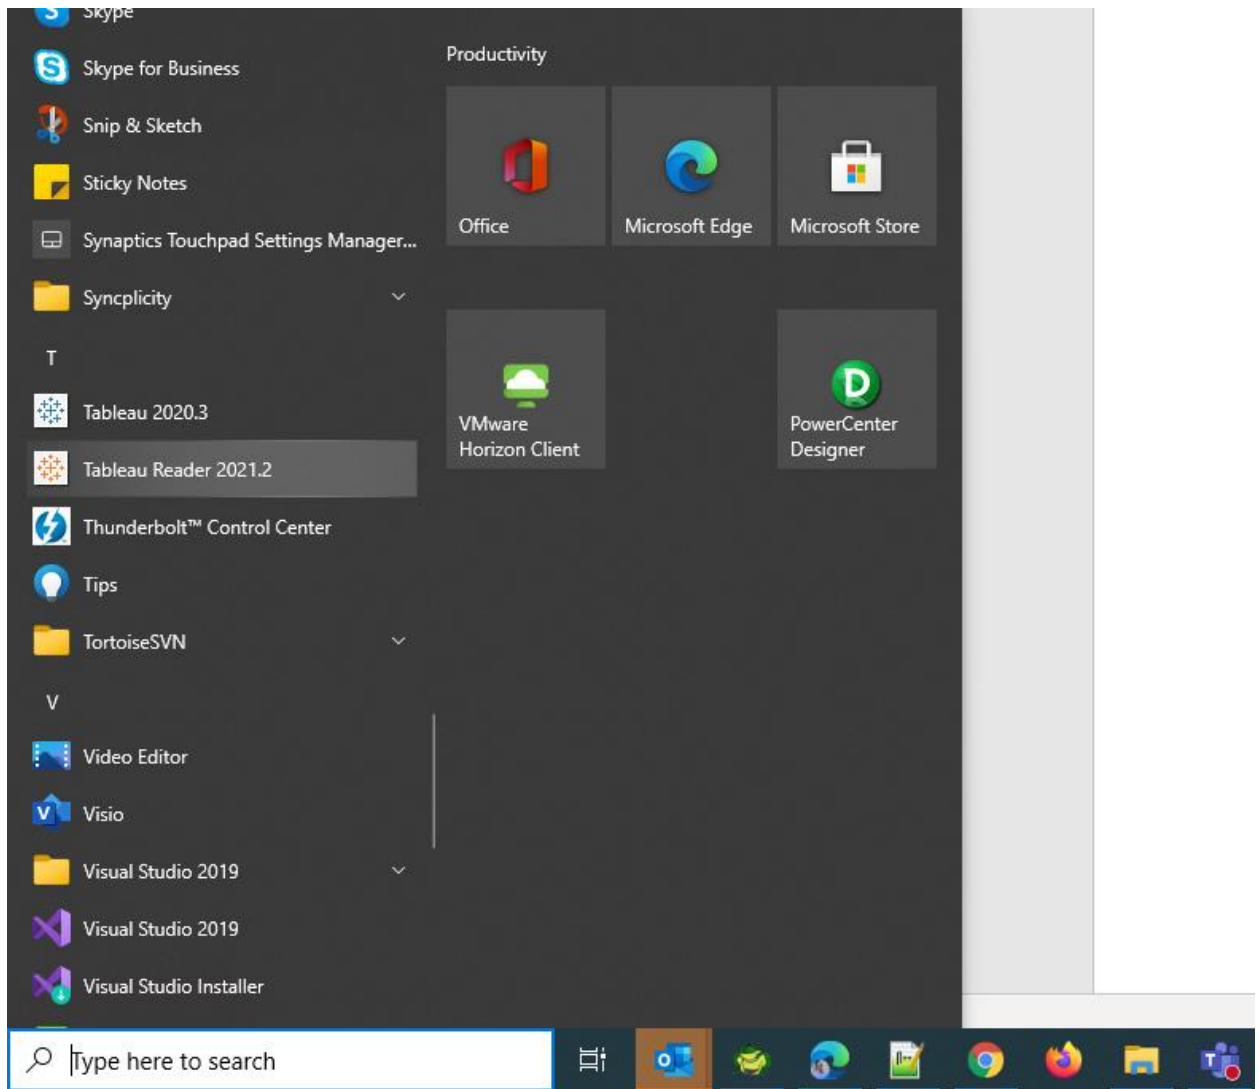 Skype
Skype for Business
Snip & Sketch
Sticky Notes
Synaptics Touchpad Settings Manager...
Syncplicity
T
Tableau 2020.3
Tableau Reader 2021.2
Thunderbolt™ Control Center
Tips
TortoiseSVN
V
Video Editor
Visio
Visual Studio 2019
Visual Studio 2019
Visual Studio Installer
Productivity
Office
Microsoft Edge
Microsoft Store
VMware
Horizon Client
PowerCenter
Designer
Type here to search